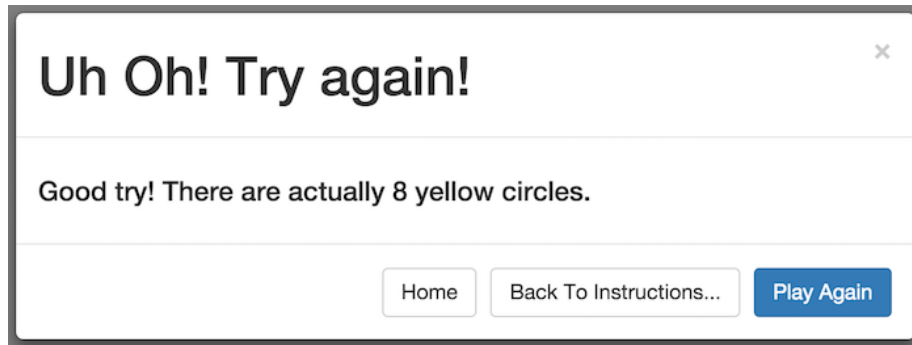 Uh Oh! Try again!
×
Good try! There are actually 8 yellow circles.
Home
Back To Instructions...
Play Again